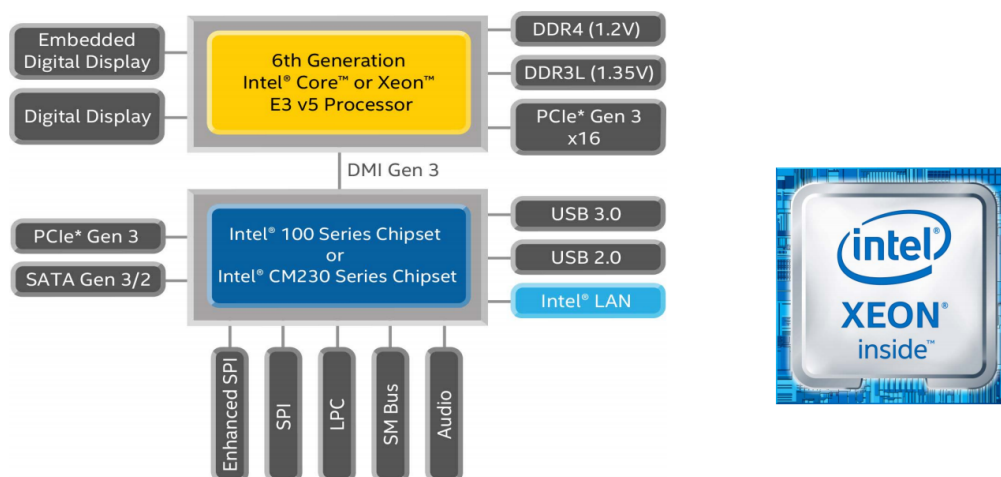 Embedded
Digital Display
Digital Display
6th Generation
Intel® Core™ or Xeon™
E3 v5 Processor
DDR4 (1.2V)
DDR3L (1.35V)
PCIe* Gen 3
x16
DMI Gen 3
PCIe* Gen 3
SATA Gen 3/2
Intel® 100 Series Chipset
or
Intel® CM230 Series Chipset
USB 3.0
USB 2.0
Intel® LAN
Enhanced SPI
SPI
LPC
SM Bus
Audio
intel®
XEON®
inside™